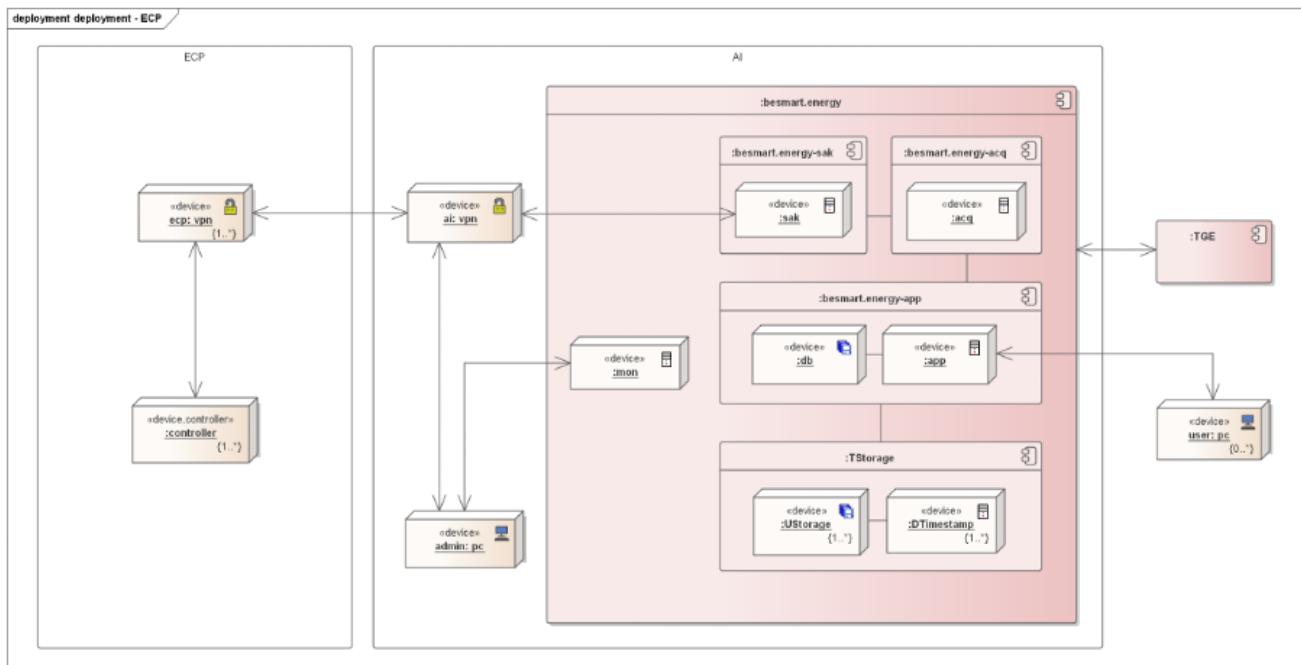 deployment deployment - ECP
ECP
AI
:besmart.energy
:besmart.energy-sak
:besmart.energy-acq
«device»
ecp: vpn
{1..*}
«device»
ai: vpn
«device»
:sak
«device»
:acq
:TGE
:besmart.energy-app
«device»
:mon
«device»
:db
«device»
:app
«device,controller»
:controller
{1..*}
«device»
user: pc
{0..*}
:TStorage
«device»
admin: pc
«device»
:UStorage
{1..*}
«device»
:DTimestamp
{1..*}